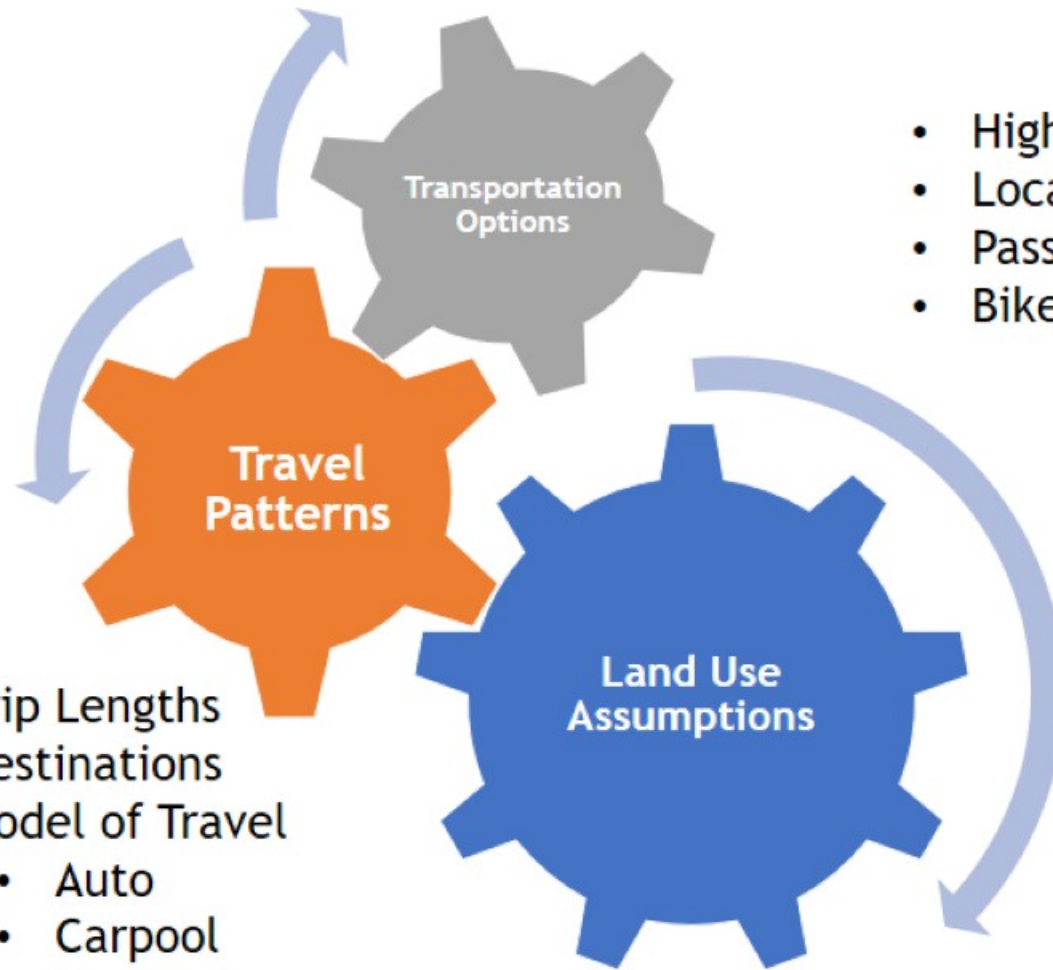 Transportation
Options
High
Loca
Pass
Bike
Travel
Patterns
Land Use
Assumptions
ip Lengths
estinations
odel of Travel
• Auto
• Carpool